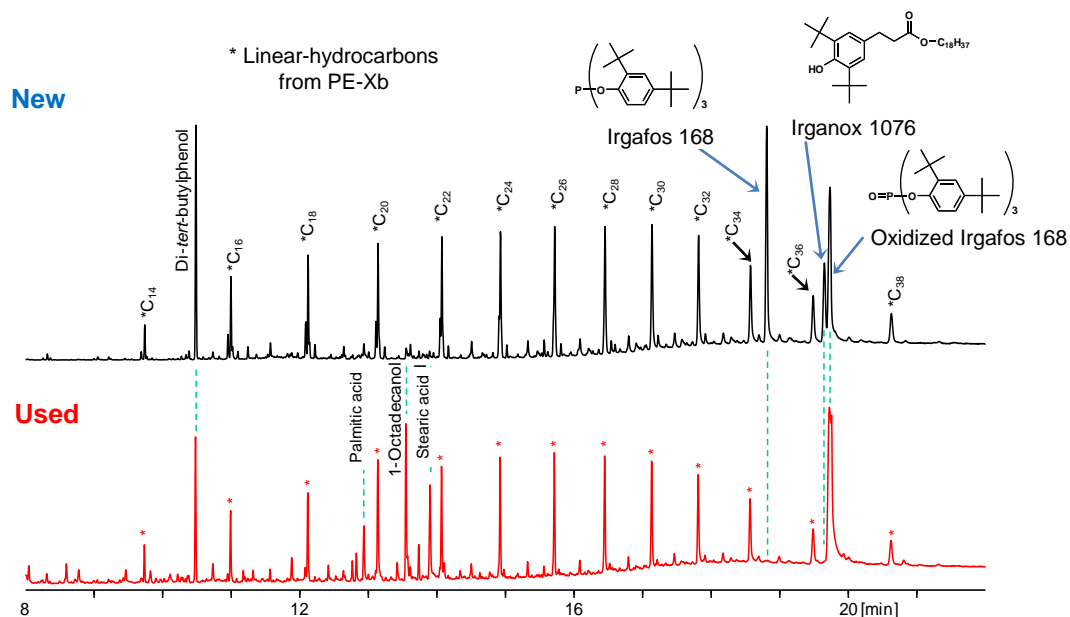 * Linear-hydrocarbons
from PE-Xb
New
Di-tert-butylphenol
*C14
*C16
*C18
*C20
*C22
*C24
*C26
*C28
*C30
*C32
*C34
*C36
*C38
P
O
3
Irgafos 168
HO
O
O
C18H37
Irganox 1076
O=P
O
3
Oxidized Irgafos 168
Used
Palmitic acid
1-Octadecanol
Stearic acid
*
*
*
*
*
*
*
*
*
*
*
*
*
8
12
16
20 [min]